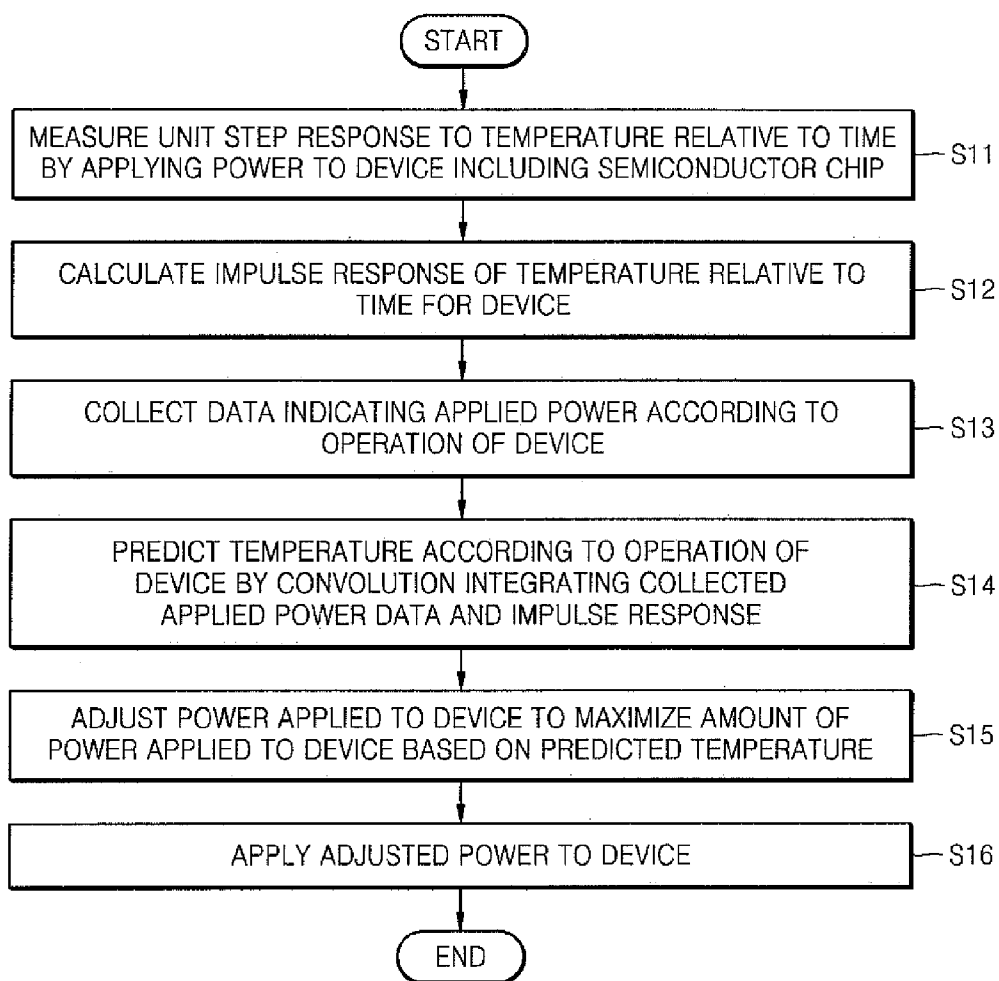 START
MEASURE UNIT STEP RESPONSE TO TEMPERATURE RELATIVE TO TIME
BY APPLYING POWER TO DEVICE INCLUDING SEMICONDUCTOR CHIP
S11
CALCULATE IMPULSE RESPONSE OF TEMPERATURE RELATIVE TO
TIME FOR DEVICE
S12
COLLECT DATA INDICATING APPLIED POWER ACCORDING TO
OPERATION OF DEVICE
S13
PREDICT TEMPERATURE ACCORDING TO OPERATION OF
DEVICE BY CONVOLUTION INTEGRATING COLLECTED
APPLIED POWER DATA AND IMPULSE RESPONSE
S14
ADJUST POWER APPLIED TO DEVICE TO MAXIMIZE AMOUNT OF
POWER APPLIED TO DEVICE BASED ON PREDICTED TEMPERATURE
S15
APPLY ADJUSTED POWER TO DEVICE
S16
END